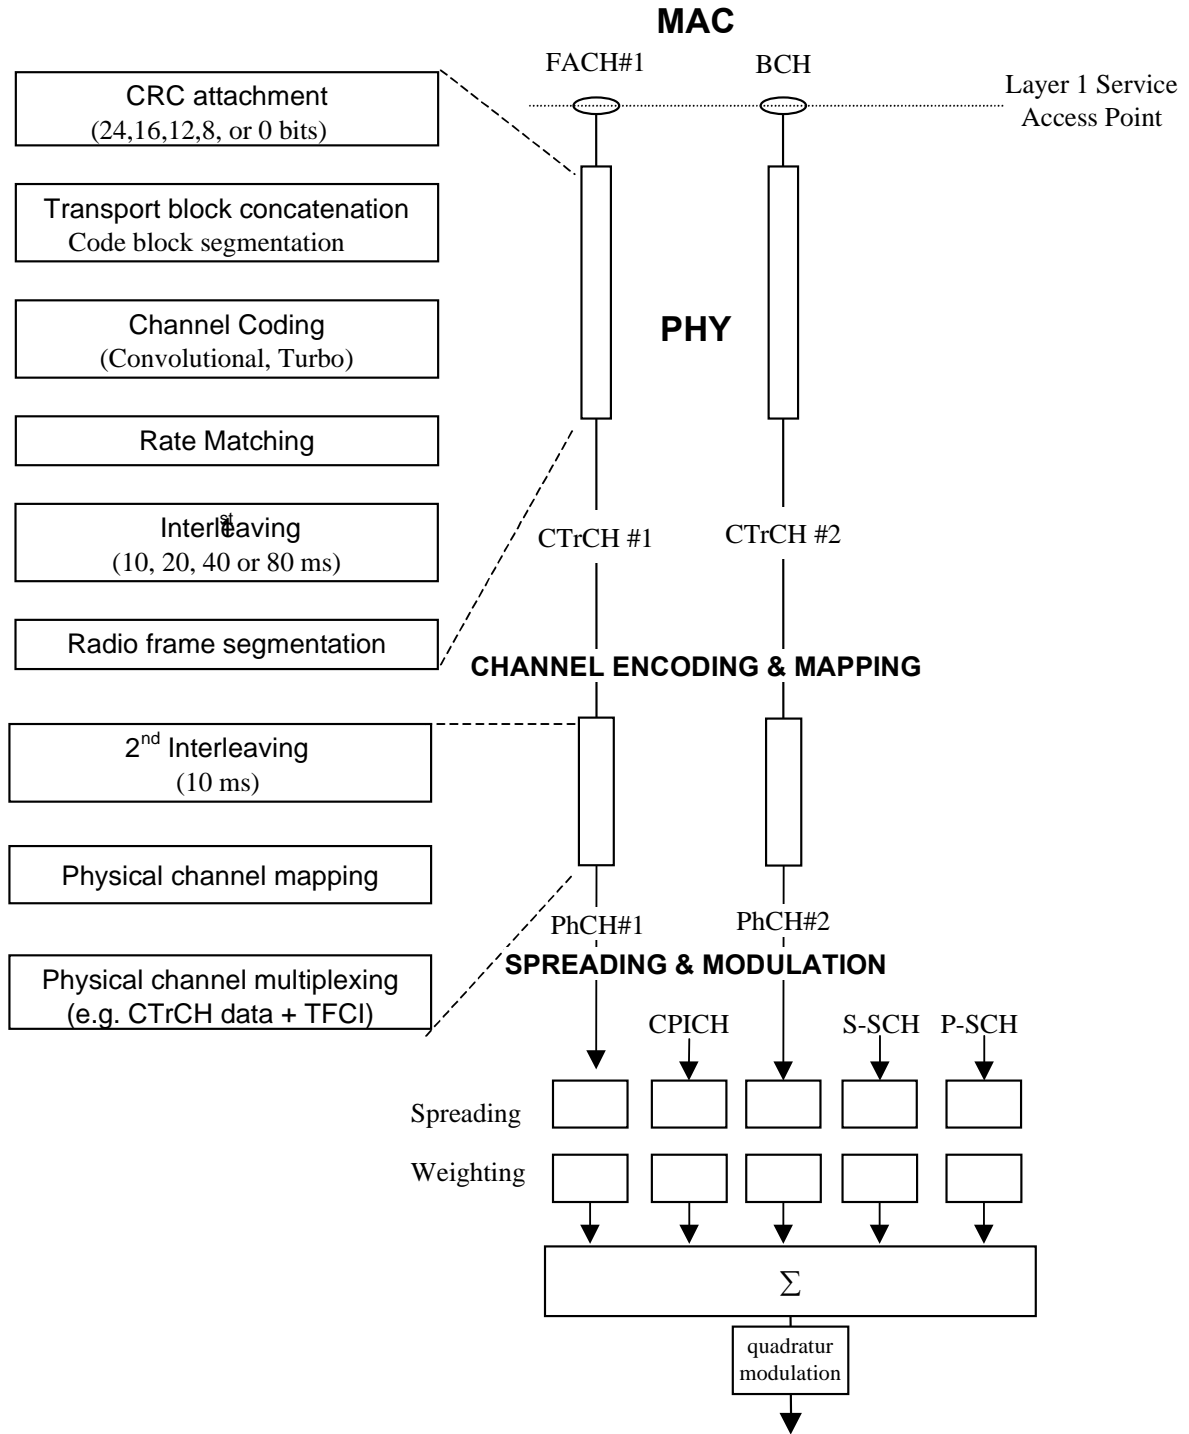 MAC
FACH#1
BCH
Layer 1 Service
Access Point
CRC attachment
(24,16,12,8, or 0 bits)
Transport block concatenation
Code block segmentation
Channel Coding
(Convolutional, Turbo)
PHY
Rate Matching
Interleaving
(10, 20, 40 or 80 ms)
CTrCH #1
CTrCH #2
Radio frame segmentation
CHANNEL ENCODING & MAPPING
2nd Interleaving
(10 ms)
Physical channel mapping
PhCH#1
PhCH#2
SPREADING & MODULATION
Physical channel multiplexing
(e.g. CTrCH data + TFCI)
CPICH
S-SCH
P-SCH
Spreading
Weighting
Σ
quadratur
modulation